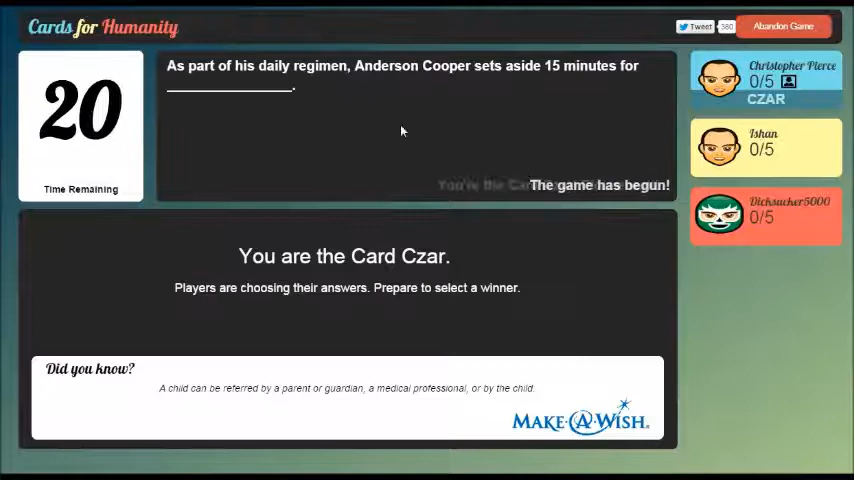 Cards for Humanity
Tweet
380
Abandon Game
20
Time Remaining
As part of his daily regimen, Anderson Cooper sets aside 15 minutes for
______________.
The game has begun!
Christopher Pierce
0/5
CZAR
Ishan
0/5
Dicksucker5000
0/5
You are the Card Czar.
Players are choosing their answers. Prepare to select a winner.
Did you know?
A child can be referred by a parent or guardian, a medical professional, or by the child.
MAKE·A·WISH.